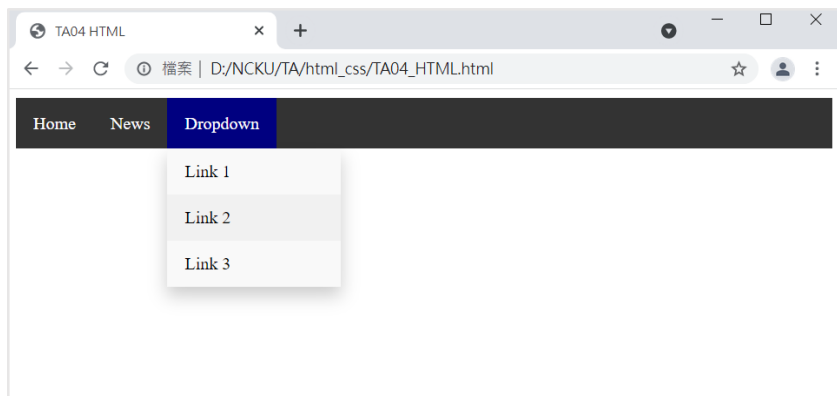 TA04 HTML
檔案 | D:/NCKU/TA/html_css/TA04_HTML.html
Home News Dropdown
Link 1
Link 2
Link 3